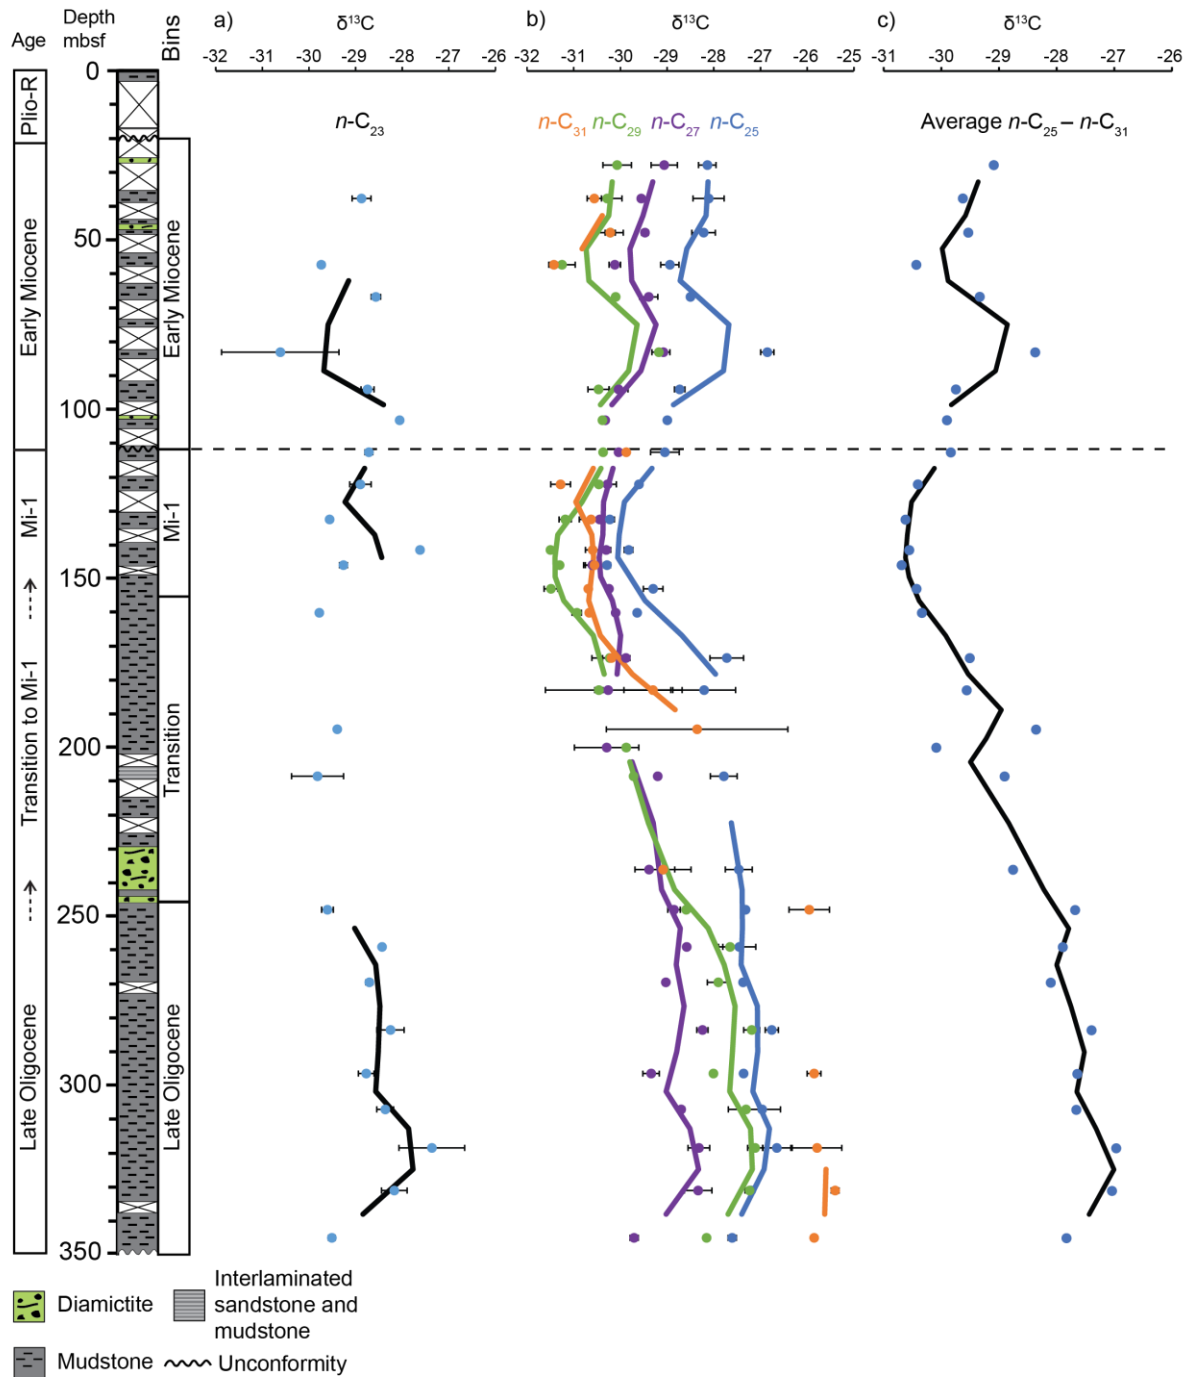 Age
Depth
mbsf
Bins
a)
δ¹³C
b)
δ¹³C
c)
δ¹³C
-32 -31 -30 -29 -28 -27 -26
-32 -31 -30 -29 -28 -27 -26 -25
-31 -30 -29 -28 -27 -26
n-C₂₃
n-C₃₁ n-C₂₉ n-C₂₇ n-C₂₅
Average n-C₂₅ – n-C₃₁
0
50
100
150
200
250
300
350
Plio-R
Early Miocene
Mi-1
Transition to Mi-1
Late Oligocene
Early Miocene
Mi-1
Transition
Late Oligocene
Diamictite
Interlaminated
sandstone and
mudstone
Mudstone
Unconformity